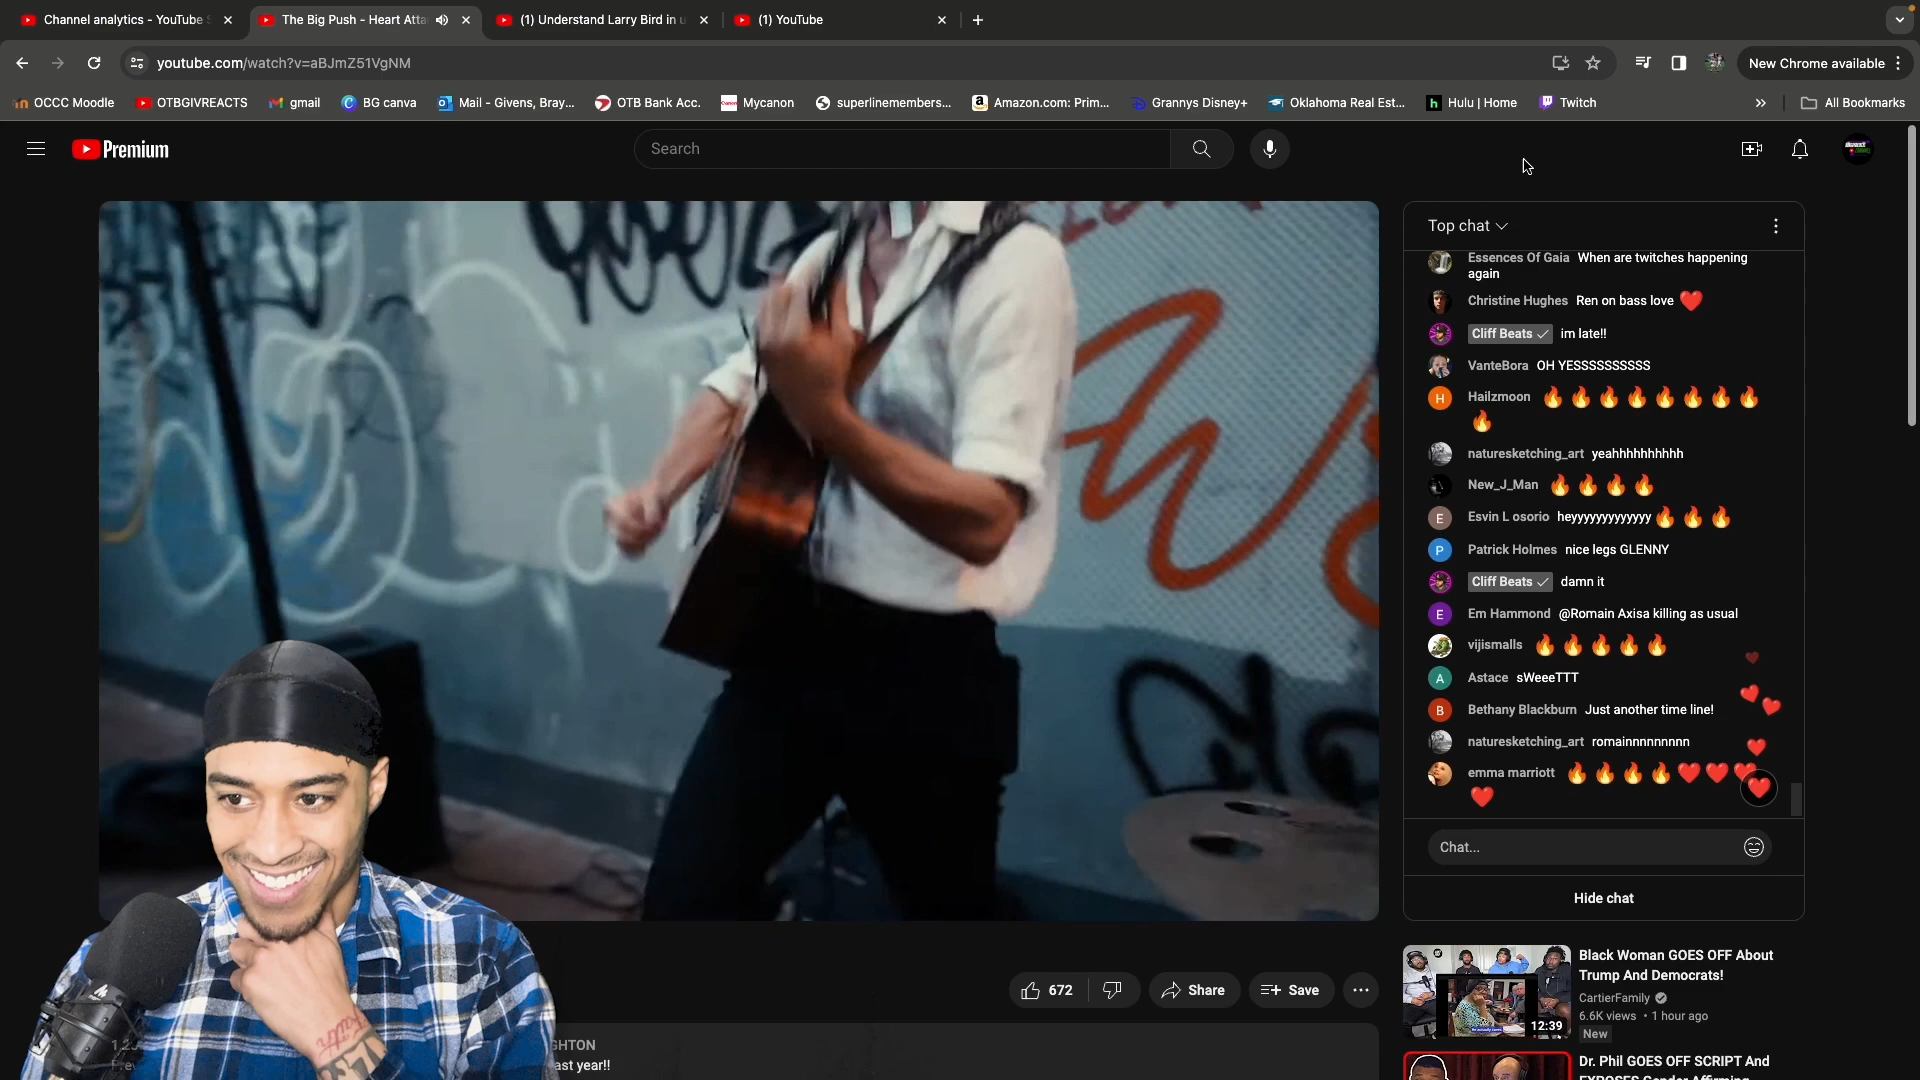 Channel analytics - YouTube S
The Big Push - Heart Atta
(1) Understand Larry Bird in u
(1) YouTube
youtube.com/watch?v=aBJmZ51VgNM
New Chrome available
OCCC Moodle
OTBGIVREACTS
gmail
BG canva
Mail - Givens, Bray...
OTB Bank Acc.
Mycanon
superlinemembers...
Amazon.com: Prim...
Grannys Disney+
Oklahoma Real Est...
Hulu | Home
Twitch
All Bookmarks
Premium
Search
Top chat
Essences Of Gaia When are twitches happening
again
Christine Hughes Ren on bass love ❤️
Cliff Beats im late!!
VanteBora OH YESSSSSSSSSS
Hailzmoon 🔥🔥🔥🔥🔥🔥🔥🔥
🔥
naturesketching_art yeahhhhhhhhhh
New_J_Man 🔥🔥🔥🔥
Esvin L osorio heyyyyyyyyyyyyy🔥🔥🔥
Patrick Holmes nice legs GLENNY
Cliff Beats damn it
Em Hammond @Romain Axisa killing as usual
vijismalls 🔥🔥🔥🔥🔥
Astace sWeeeTTT
Bethany Blackburn Just another time line!
naturesketching_art romainnnnnnnnn
emma marriott 🔥🔥🔥🔥❤️❤️❤️
❤️
Chat...
Hide chat
672
Share
Save
GHTON
ast year!!
Black Woman GOES OFF About
Trump And Democrats!
CartierFamily
6.6K views • 1 hour ago
New
12:39
Dr. Phil GOES OFF SCRIPT And